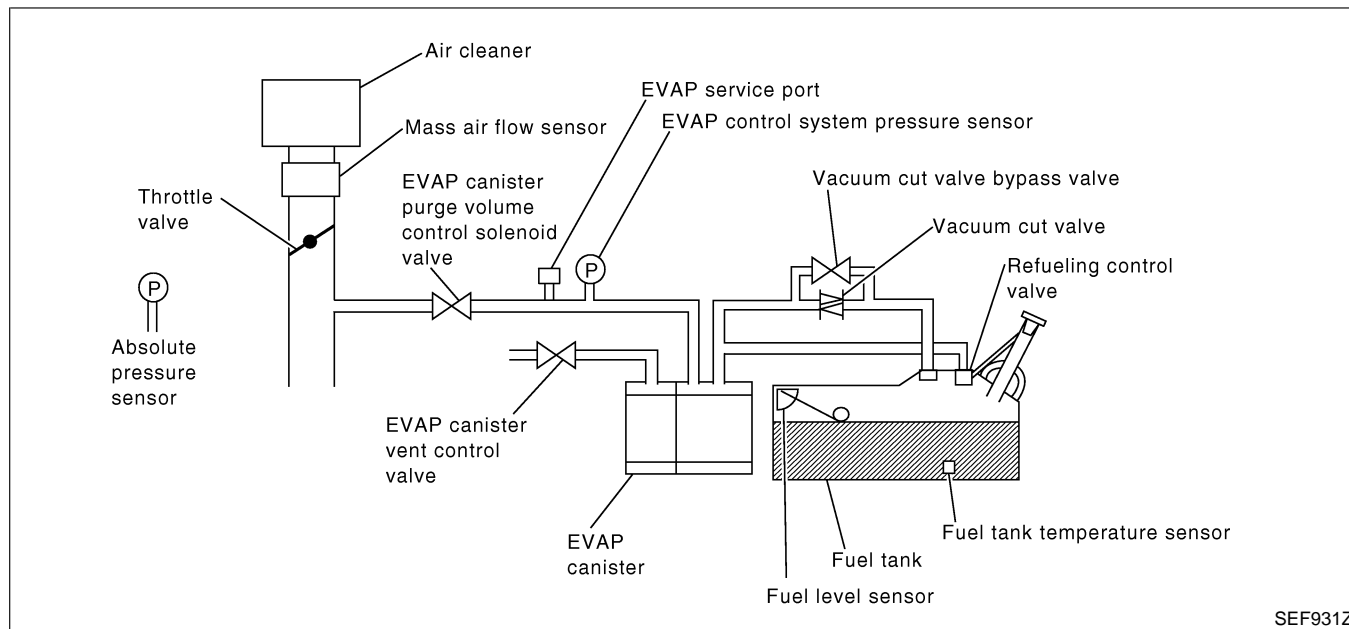 Air cleaner
EVAP service port
EVAP control system pressure sensor
Mass air flow sensor
Throttle
valve
EVAP canister
purge volume
control solenoid
valve
Vacuum cut valve bypass valve
Vacuum cut valve
Refueling control
valve
P
P
Absolute
pressure
sensor
EVAP canister
vent control
valve
EVAP
canister
Fuel tank temperature sensor
Fuel tank
Fuel level sensor
SEF931Z